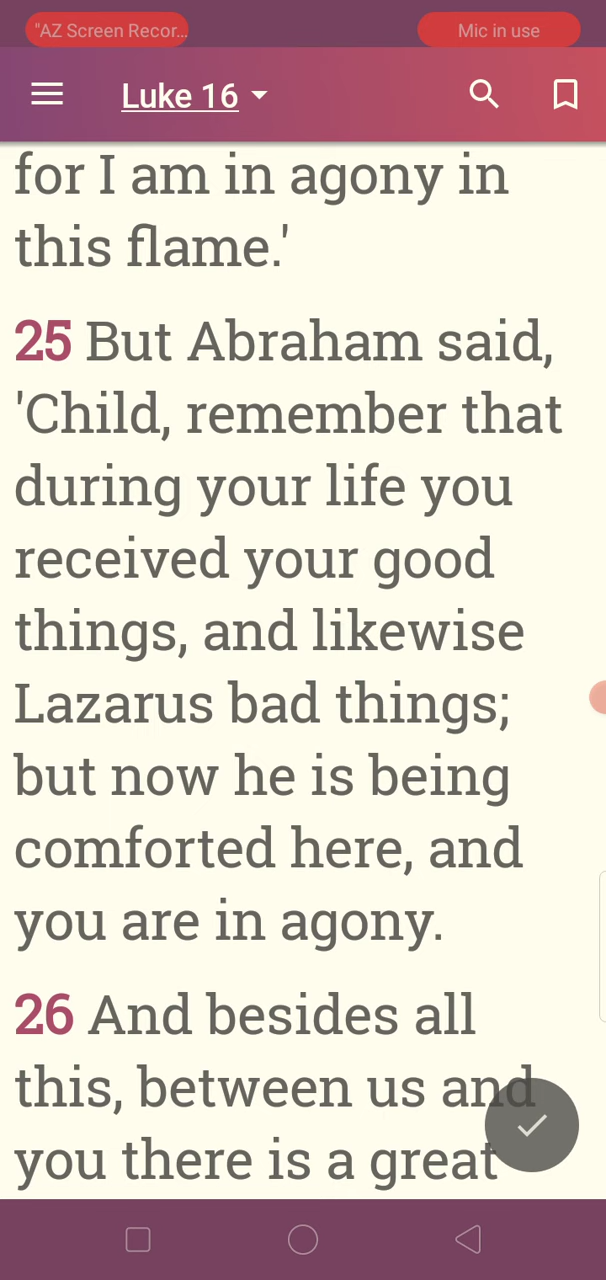 "AZ Screen Recor...
Mic in use
Luke 16
for I am in agony in
this flame.'
25 But Abraham said,
'Child, remember that
during your life you
received your good
things, and likewise
Lazarus bad things;
but now he is being
comforted here, and
you are in agony.
26 And besides all
this, between us and
you there is a great